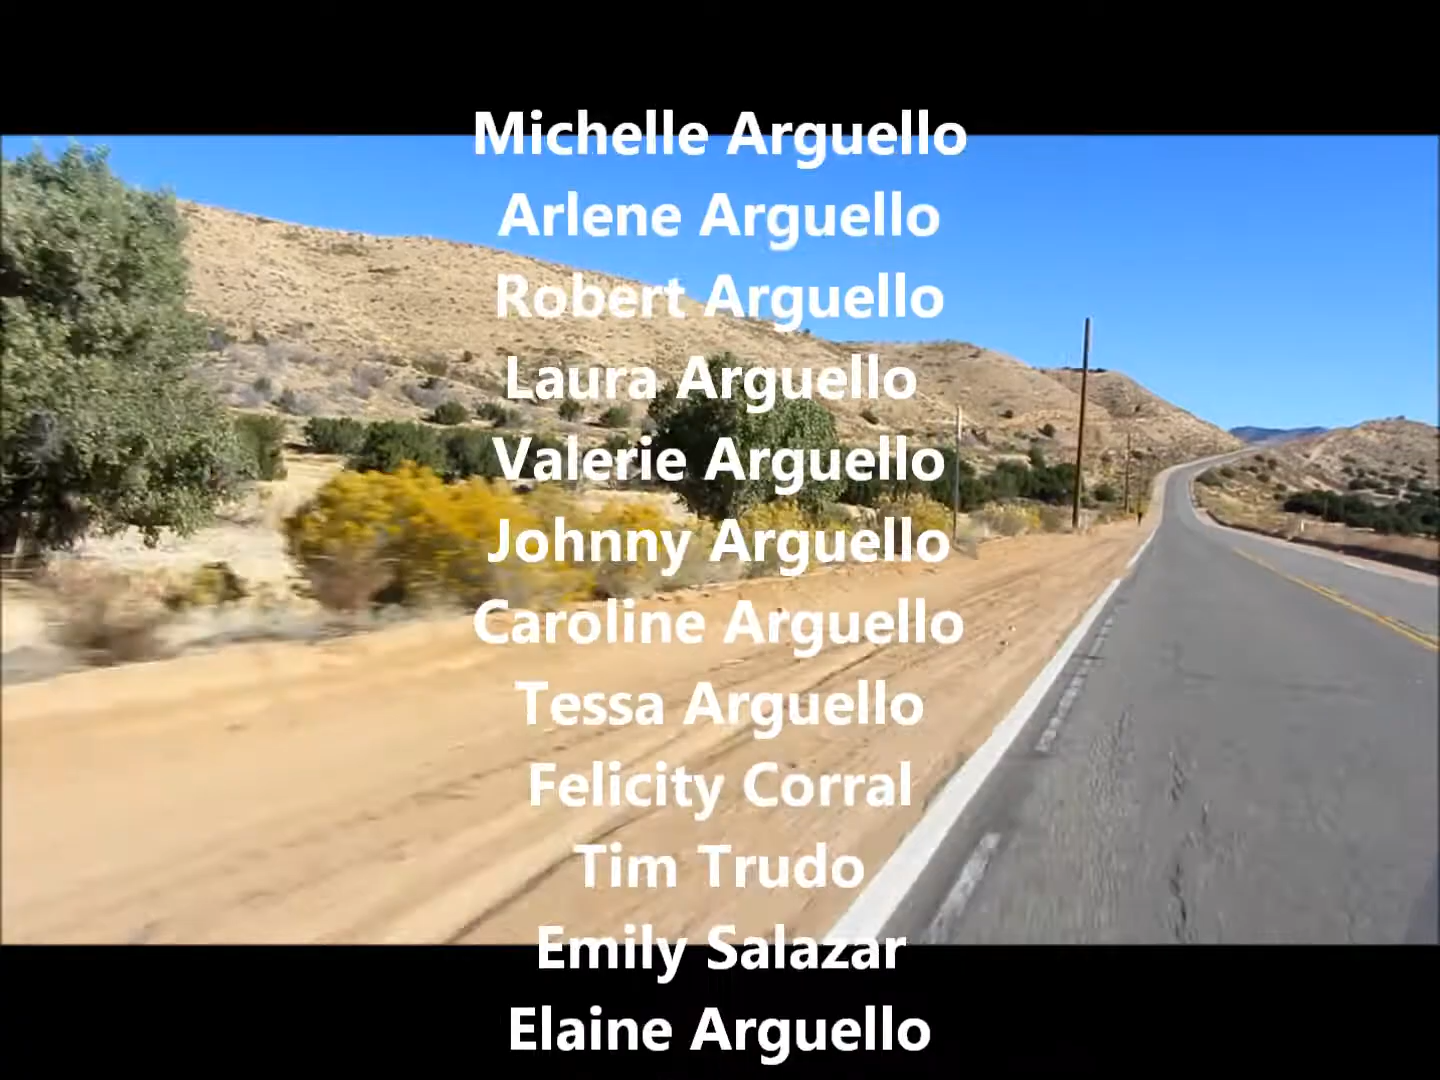 Michelle Arguello
Arlene Arguello
Robert Arguello
Laura Arguello
Valerie Arguello
Johnny Arguello
Caroline Arguello
Tessa Arguello
Felicity Corral
Tim Trudo
Emily Salazar
Elaine Arguello